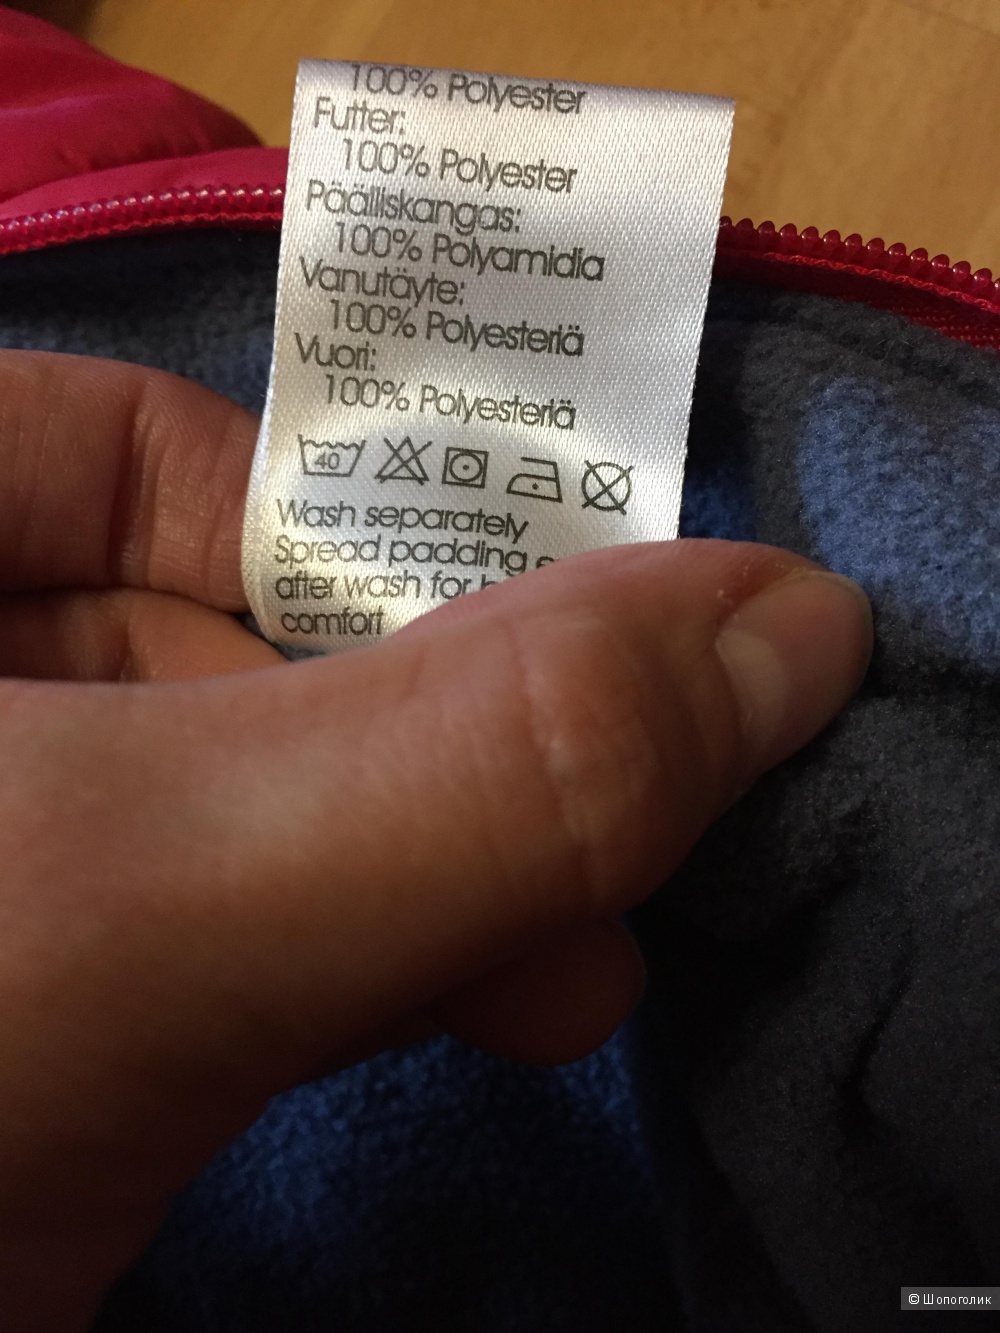 100% Polyester
Futter:
100% Polyester
Päälliskangas:
100% Polyamidia
Vanutäyte:
100% Polyesteriä
Vuori:
100% Polyesteriä
40
Wash separately
Spread padding
after wash for
comfort
© Шопоголик